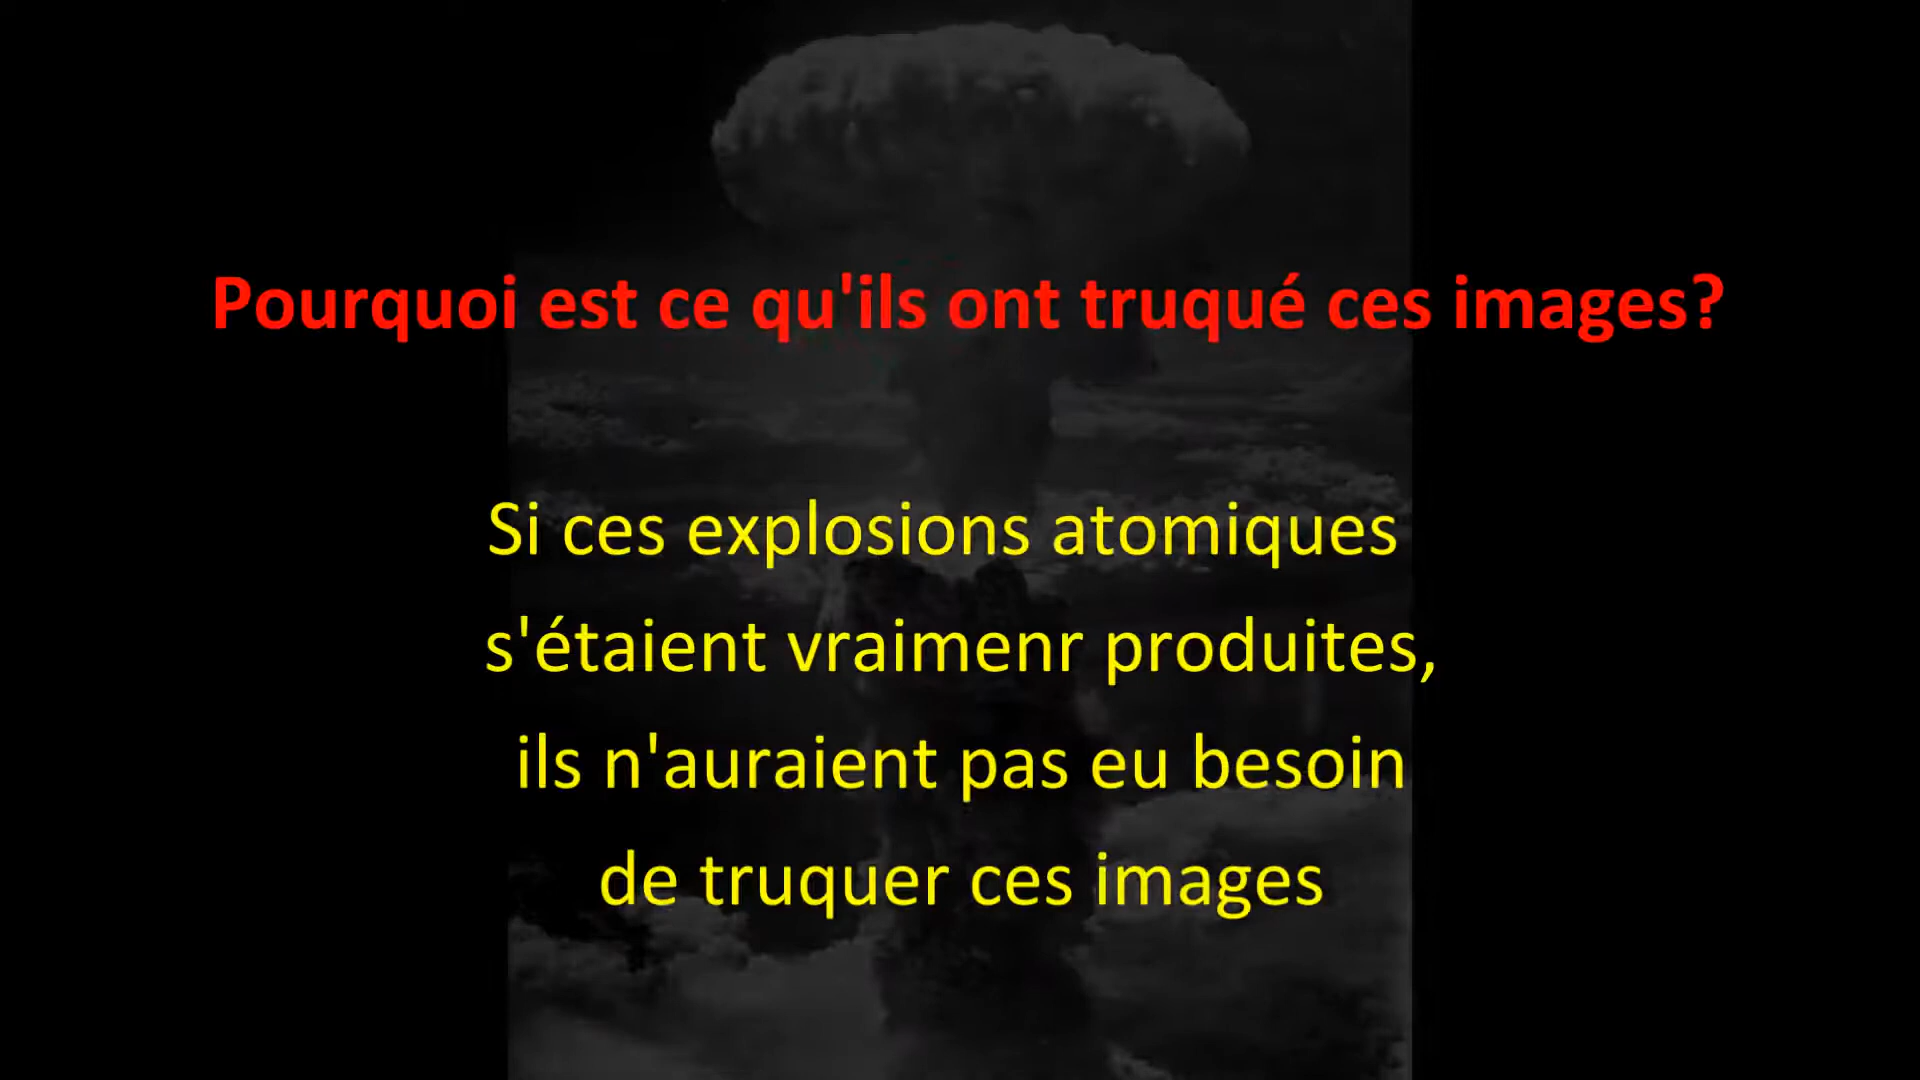 Pourquoi est ce qu'ils ont truqué ces images?
Si ces explosions atomiques
s'étaient vraimenr produites,
ils n'auraient pas eu besoin
de truquer ces images